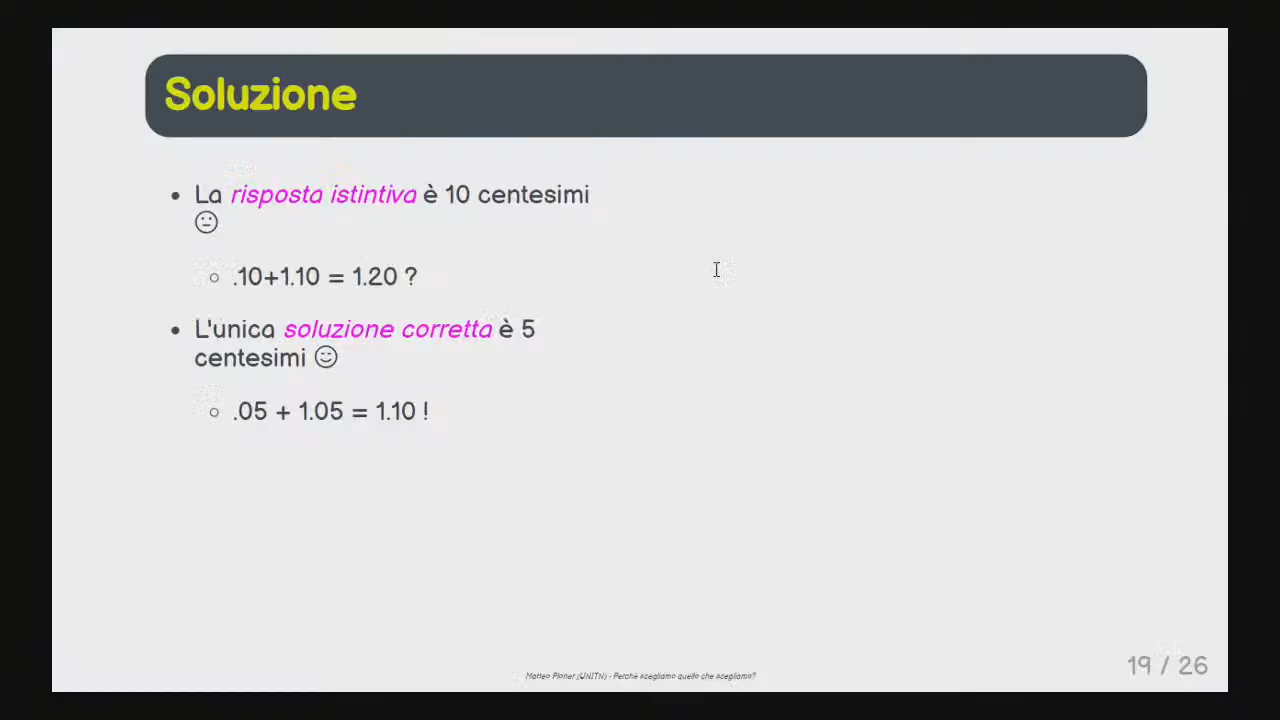 Soluzione
La risposta istintiva è 10 centesimi
.10+1.10 = 1.20 ?
L'unica soluzione corretta è 5
centesimi
.05 + 1.05 = 1.10 !
Matteo Ploner (UNITN) - Perchè scegliamo quello che scegliamo?
19 / 26